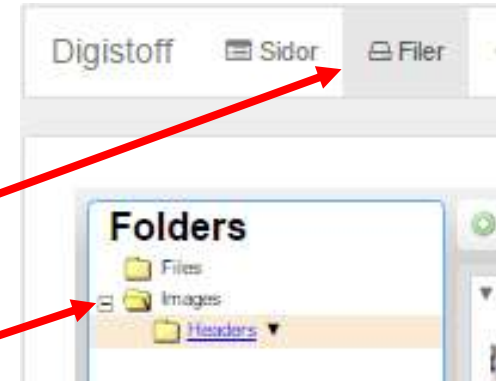 Digistoff Sidor Filer
Folders
Files
Images
Headers